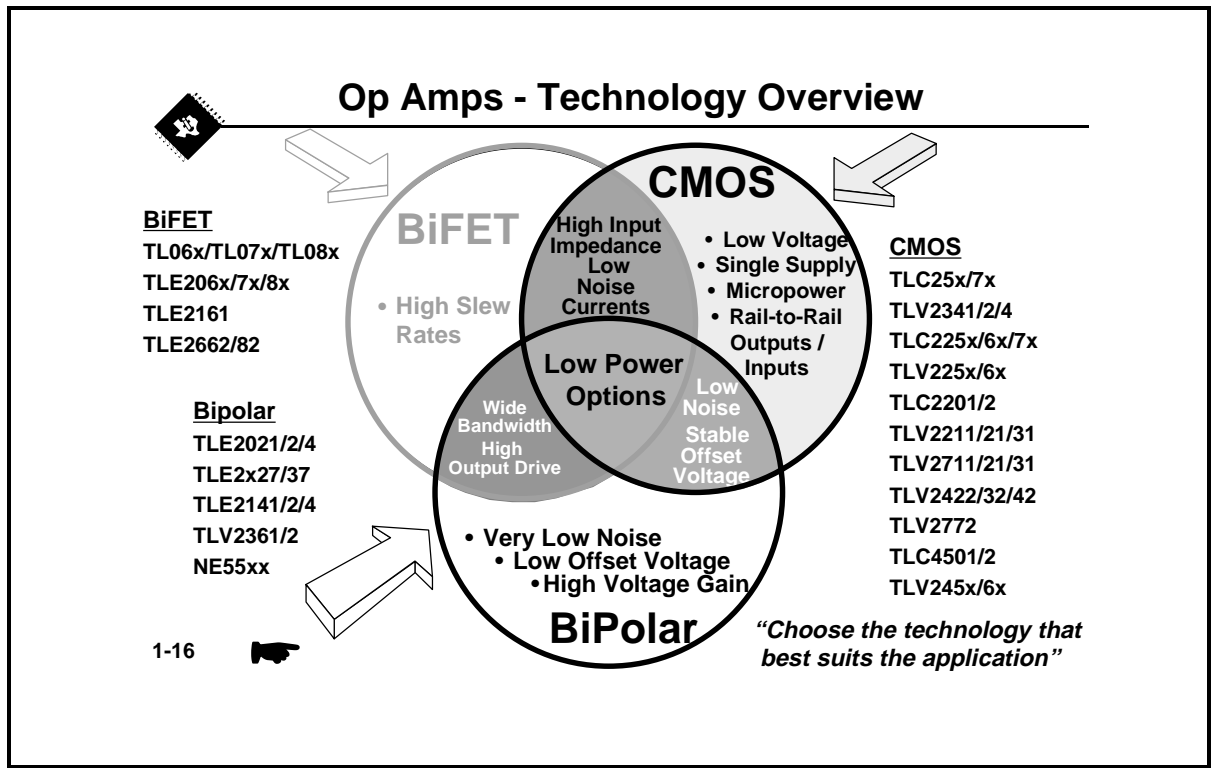 Op Amps - Technology Overview
BiFET
TL06x/TL07x/TL08x
TLE206x/7x/8x
TLE2161
TLE2662/82
Bipolar
TLE2021/2/4
TLE2x27/37
TLE2141/2/4
TLV2361/2
NE55xx
BiFET
• High Slew
Rates
High Input
Impedance
Low
Noise
Currents
CMOS
• Low Voltage
• Single Supply
• Micropower
• Rail-to-Rail
Outputs /
Inputs
Low Power
Options
Wide
Bandwidth
High
Output Drive
Low
Noise
Stable
Offset
Voltage
• Very Low Noise
• Low Offset Voltage
• High Voltage Gain
BiPolar
CMOS
TLC25x/7x
TLV2341/2/4
TLC225x/6x/7x
TLV225x/6x
TLC2201/2
TLV2211/21/31
TLV2711/21/31
TLV2422/32/42
TLV2772
TLC4501/2
TLV245x/6x
“Choose the technology that
best suits the application”
1-16